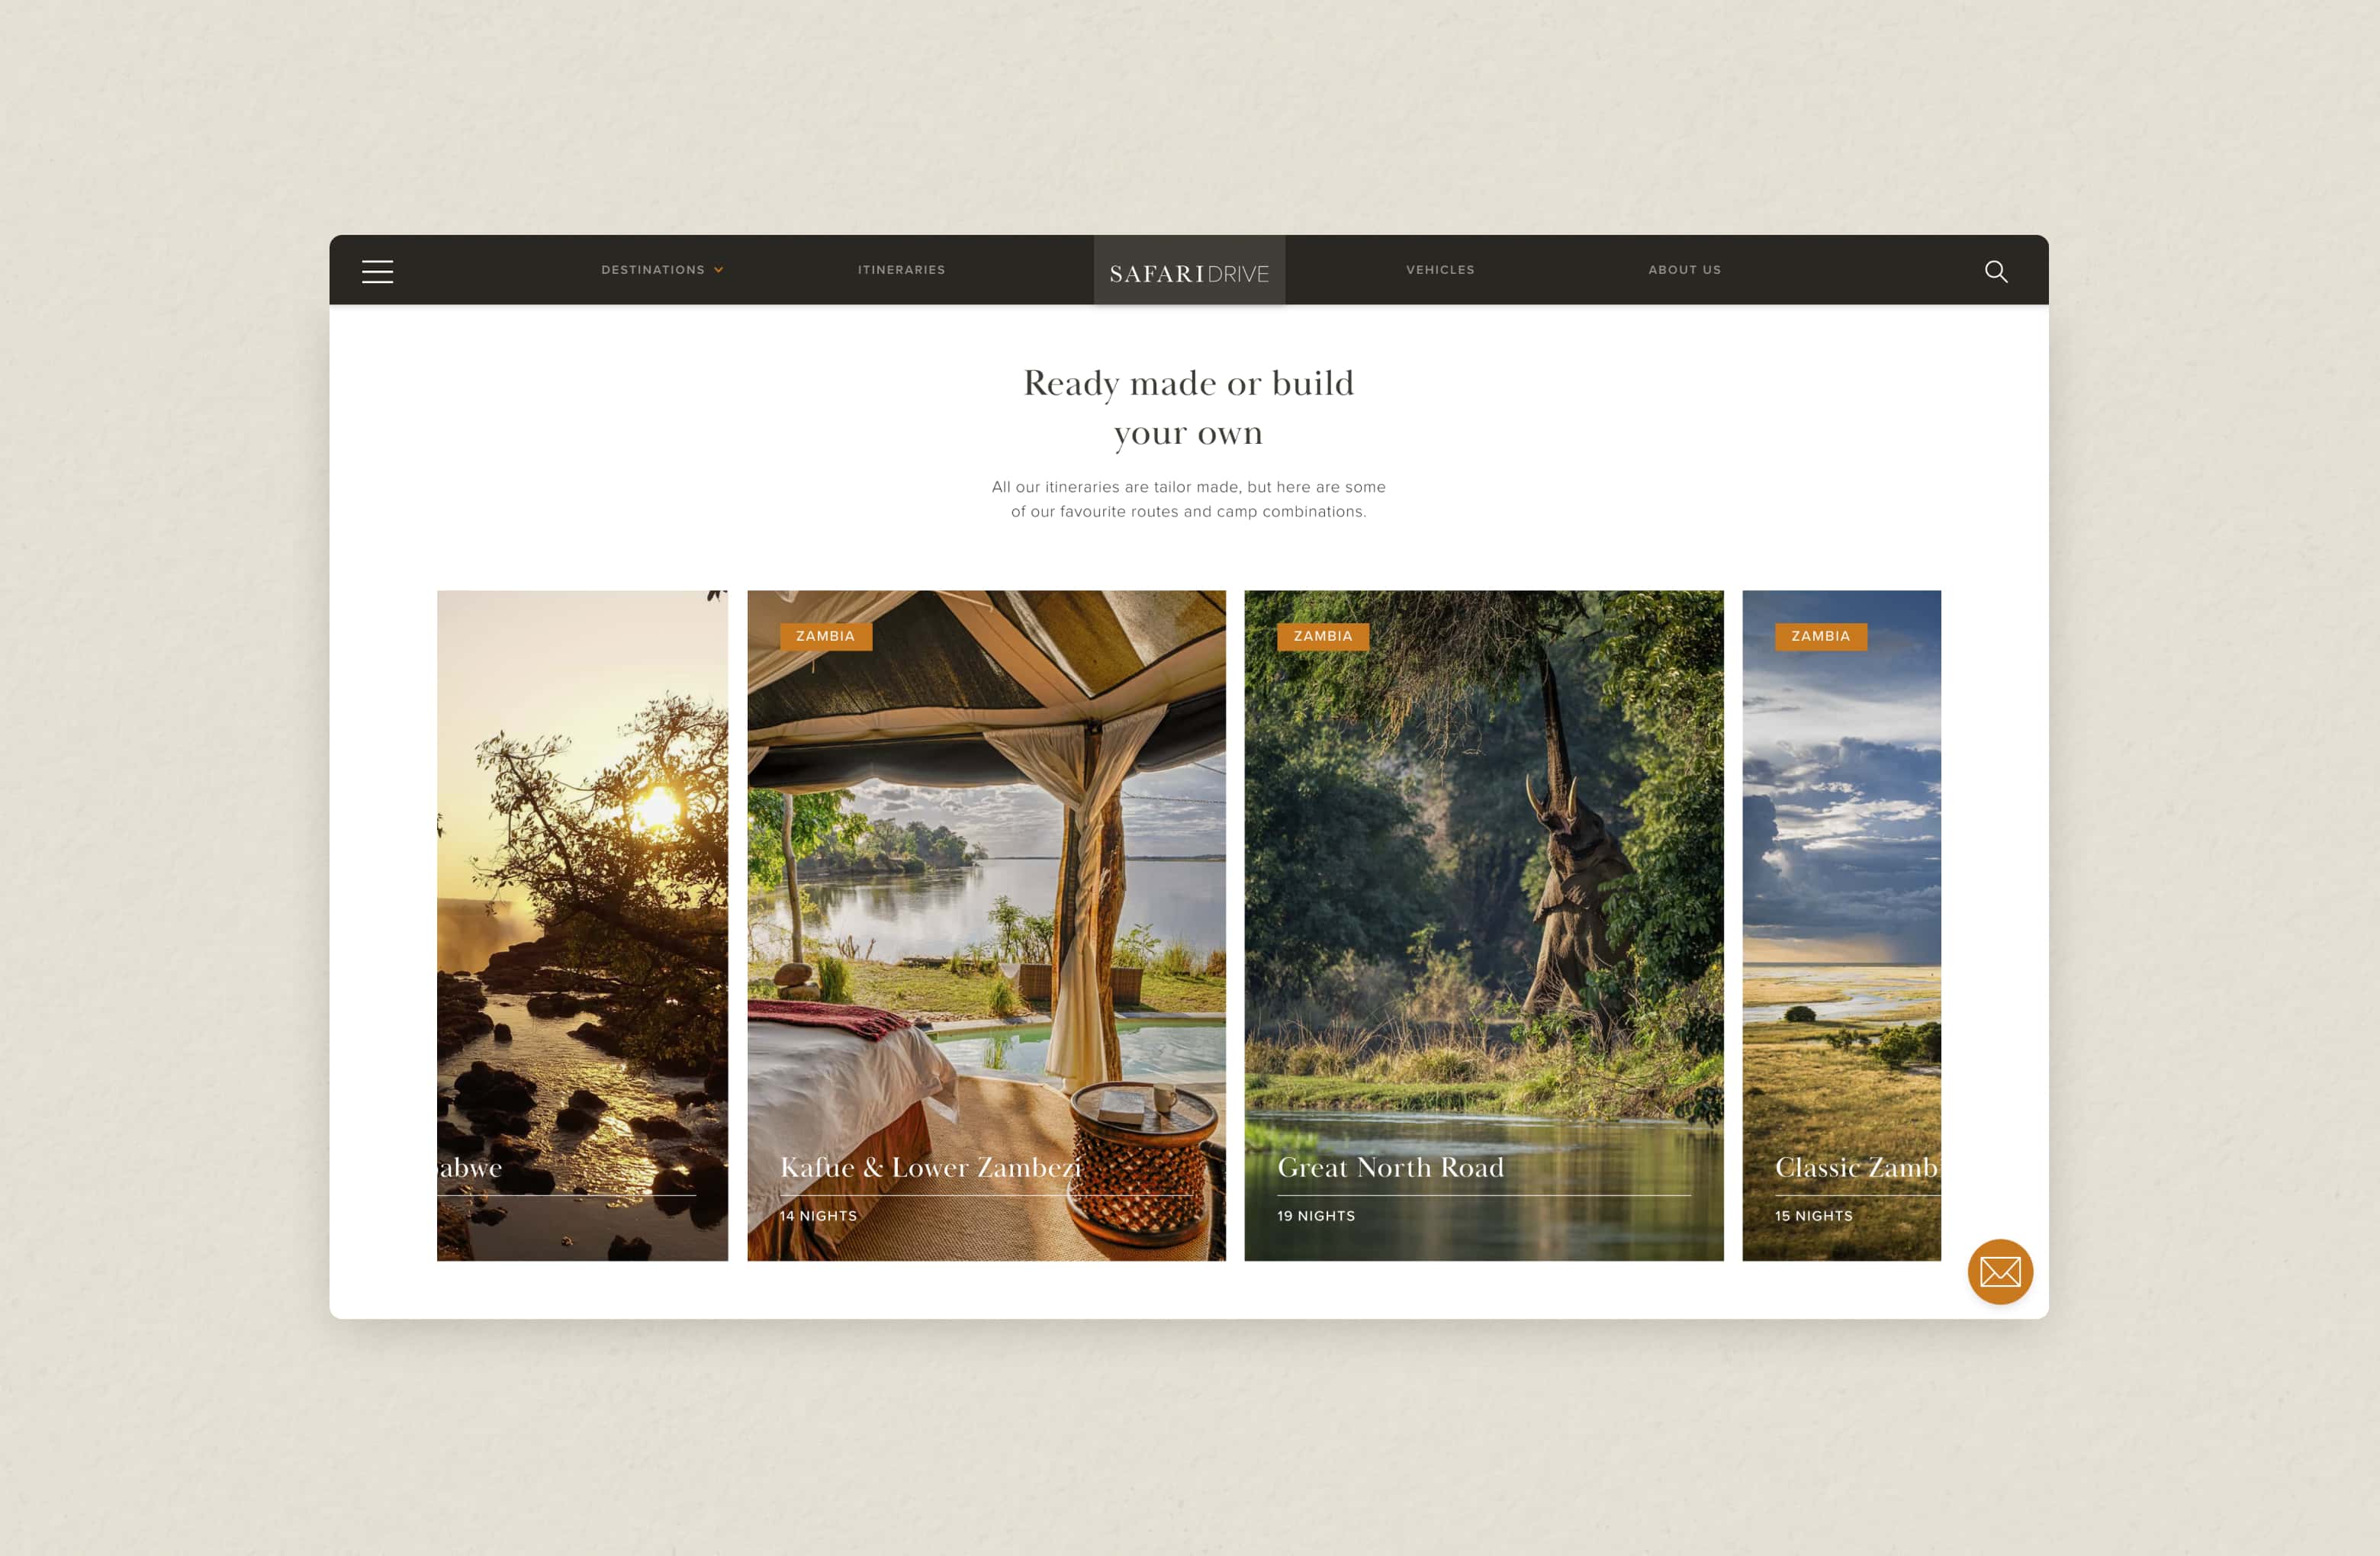 DESTINATIONS
ITINERARIES
SAFARIDRIVE
VEHICLES
ABOUT US
Ready made or build
your own
All our itineraries are tailor made, but here are some
of our favourite routes and camp combinations.
abwe
ZAMBIA
Kafue & Lower Zambezi
14 NIGHTS
ZAMBIA
Great North Road
19 NIGHTS
ZAMBIA
Classic Zamb
15 NIGHTS